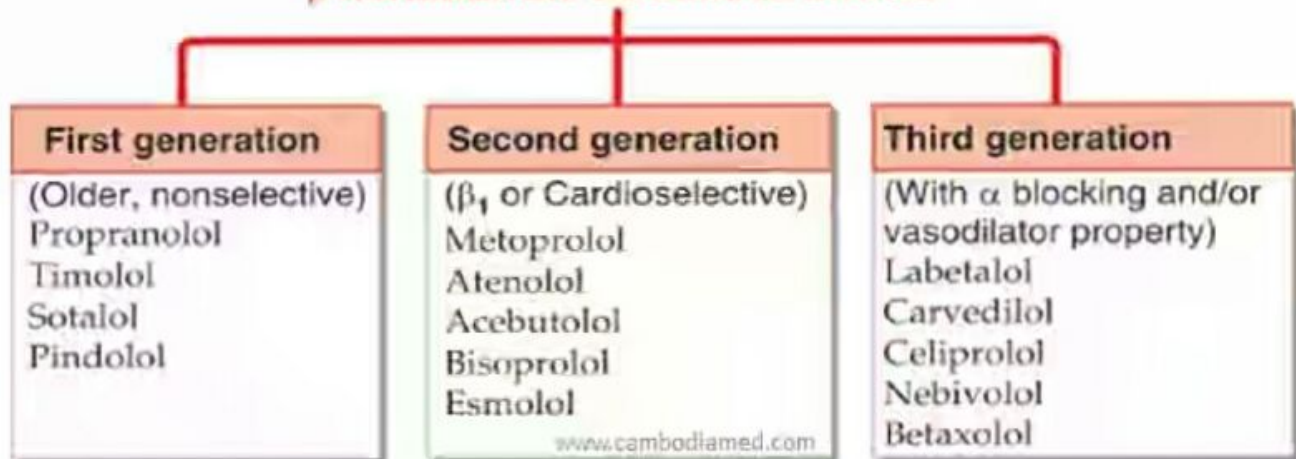 First generation
(Older, nonselective)
Propranolol
Timolol
Sotalol
Pindolol
Second generation
(β₁ or Cardioselective)
Metoprolol
Atenolol
Acebutolol
Bisoprolol
Esmolol
www.cambodiamed.com
Third generation
(With α blocking and/or
vasodilator property)
Labetalol
Carvedilol
Celiprolol
Nebivolol
Betaxolol